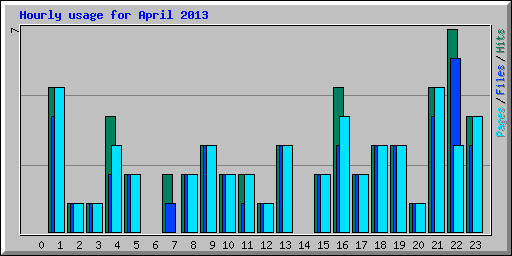 Hourly usage for April 2013
7
Pages / Files / Hits
0 1 2 3 4 5 6 7 8 9 10 11 12 13 14 15 16 17 18 19 20 21 22 23